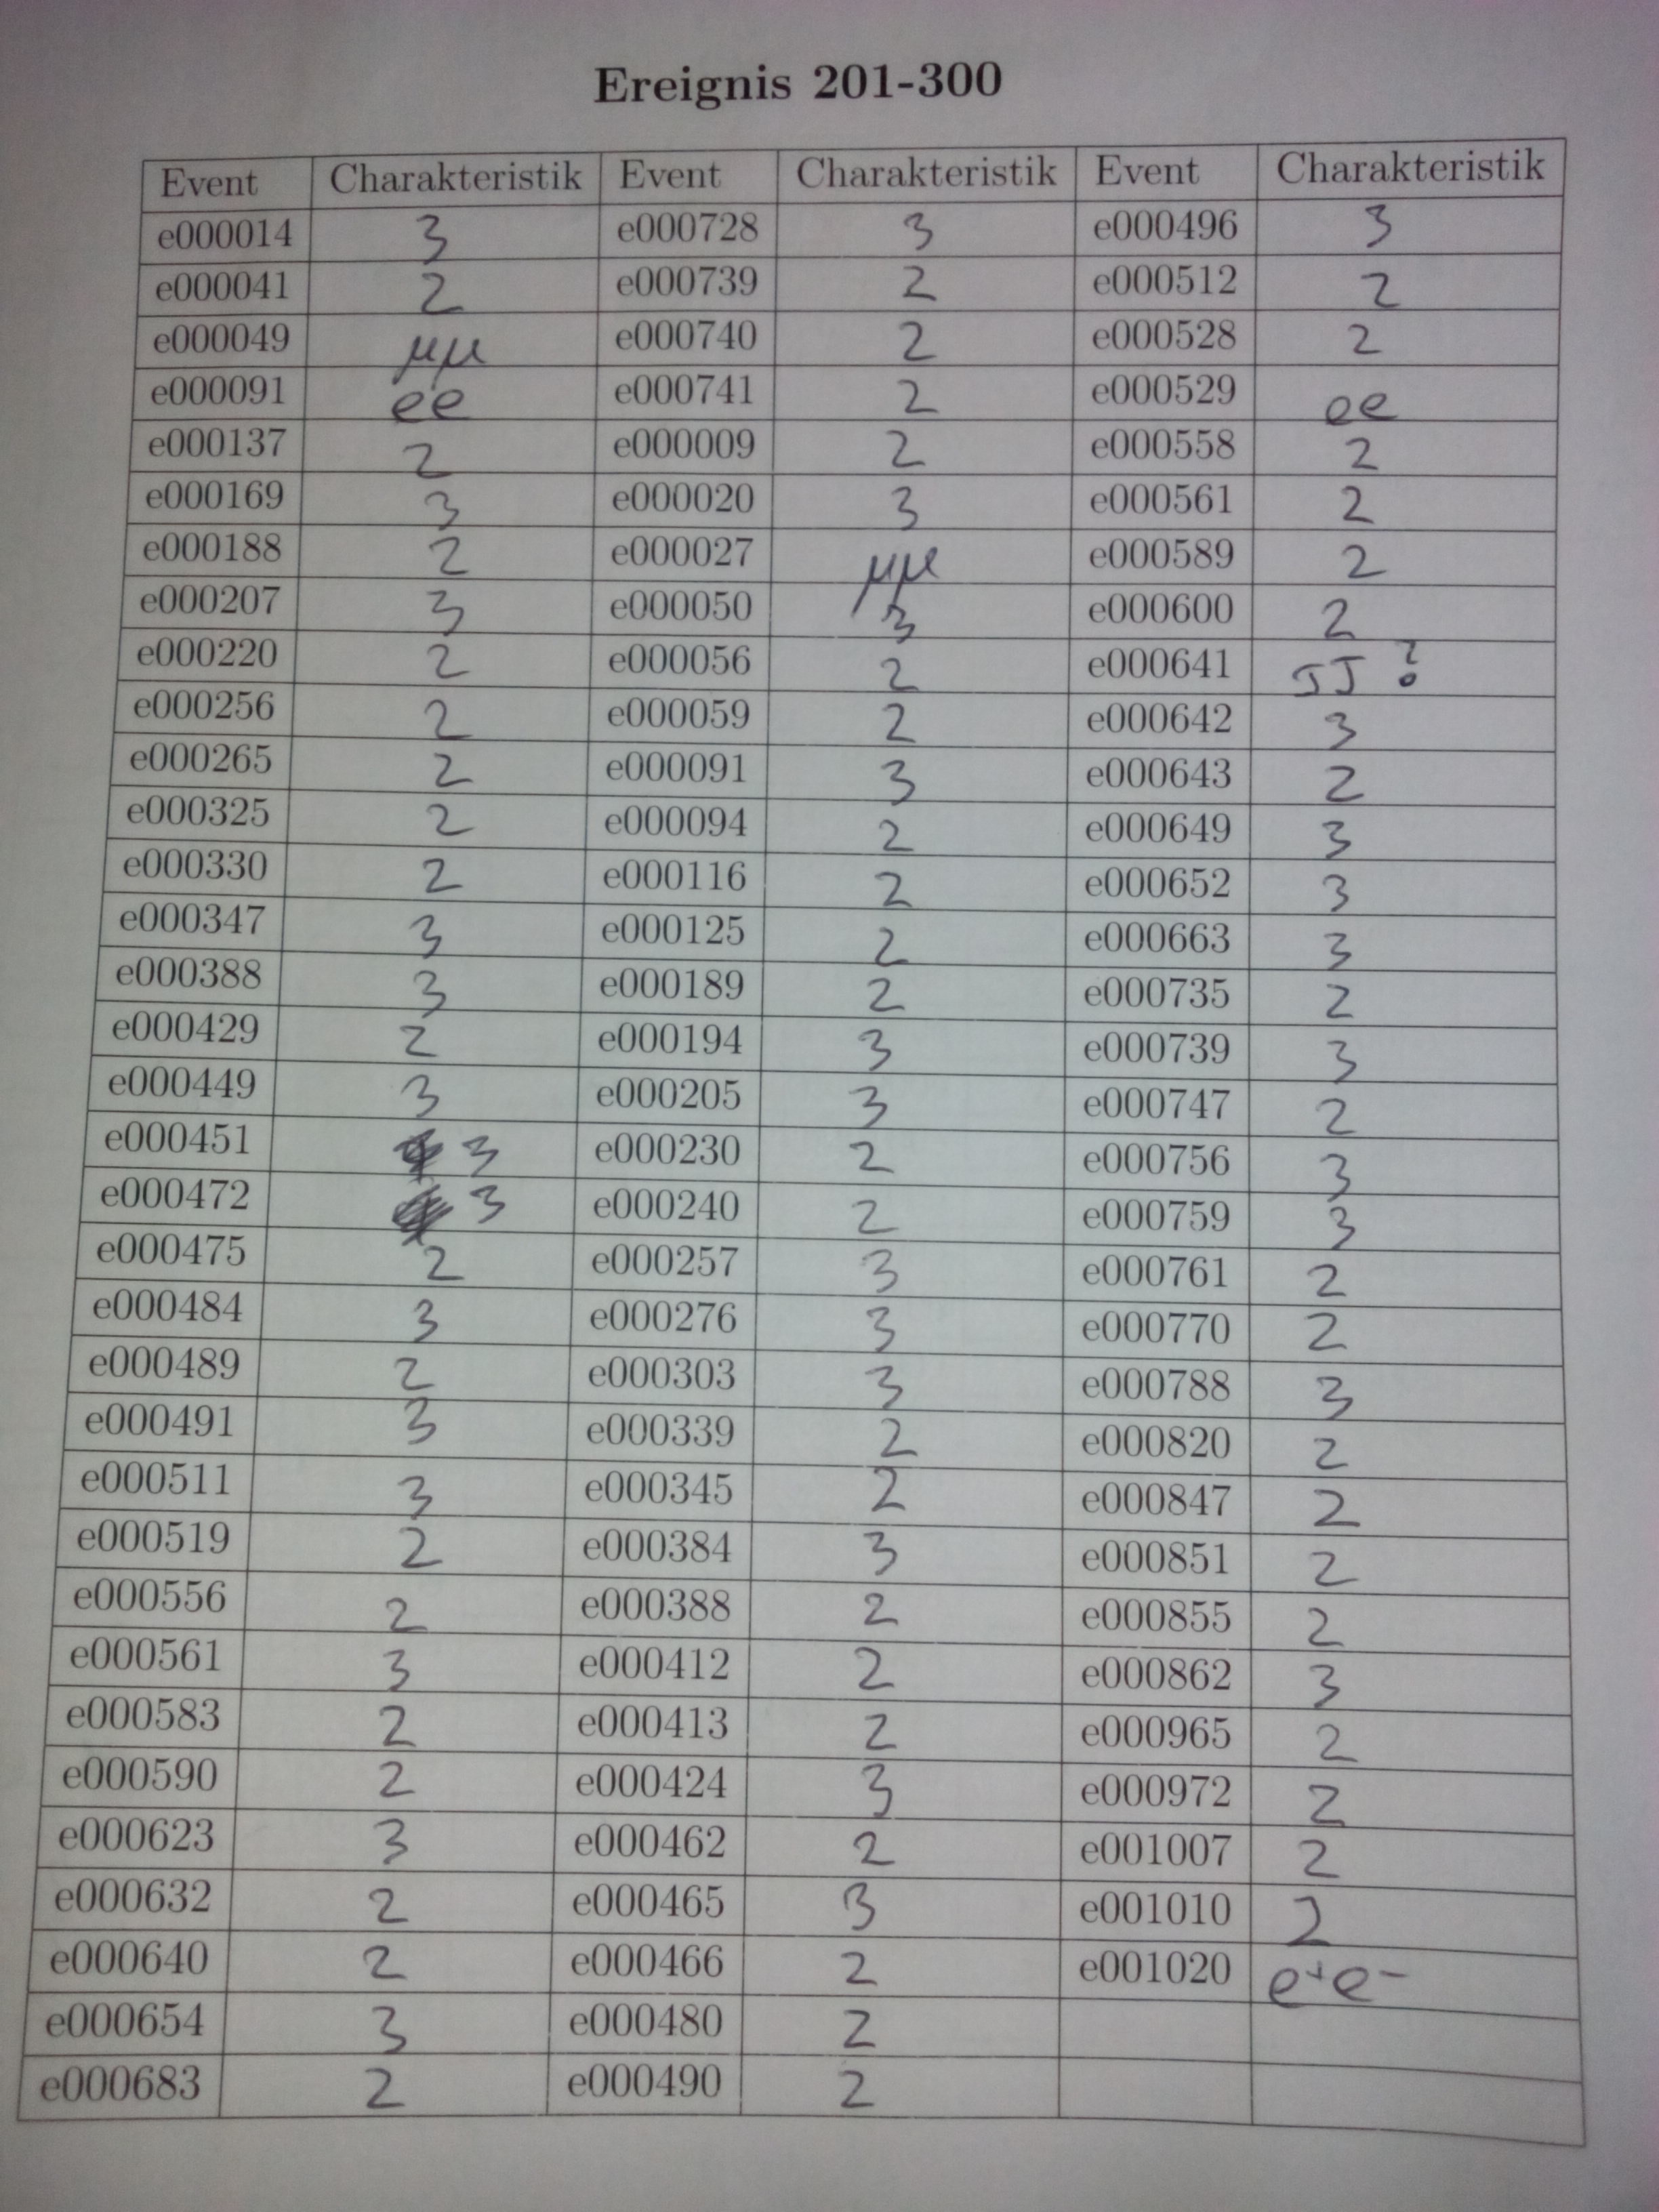 Ereignis 201-300
Event Charakteristik Event Charakteristik Event Charakteristik
e000014 3 e000728 3 e000496 3
e000041 2 e000739 2 e000512 2
e000049 μμ e000740 2 e000528 2
e000091 ee e000741 2 e000529 ee
e000137 2 e000009 2 e000558 2
e000169 3 e000020 3 e000561 2
e000188 2 e000027 μμ e000589 2
e000207 3 e000050 3 e000600 2
e000220 2 e000056 2 e000641 JJ ?
e000256 2 e000059 2 e000642 3
e000265 2 e000091 3 e000643 2
e000325 2 e000094 2 e000649 3
e000330 2 e000116 2 e000652 3
e000347 3 e000125 2 e000663 3
e000388 3 e000189 2 e000735 2
e000429 2 e000194 3 e000739 3
e000449 3 e000205 3 e000747 2
e000451 3 e000230 2 e000756 3
e000472 3 e000240 2 e000759 3
e000475 2 e000257 3 e000761 2
e000484 3 e000276 3 e000770 2
e000489 2 e000303 3 e000788 3
e000491 3 e000339 2 e000820 2
e000511 3 e000345 2 e000847 2
e000519 2 e000384 3 e000851 2
e000556 2 e000388 2 e000855 2
e000561 3 e000412 2 e000862 3
e000583 2 e000413 2 e000965 2
e000590 2 e000424 3 e000972 2
e000623 3 e000462 2 e001007 2
e000632 2 e000465 3 e001010 2
e000640 2 e000466 2 e001020 e+e-
e000654 3 e000480 2
e000683 2 e000490 2